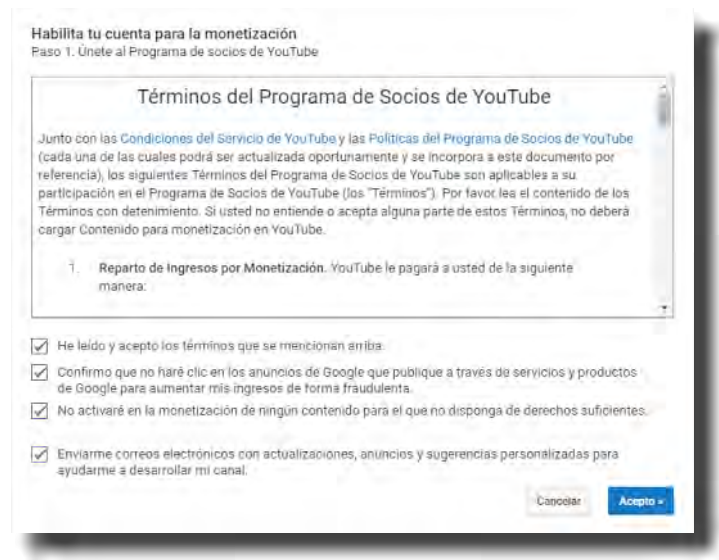 Habilita tu cuenta para la monetización
Paso 1. Únete al Programa de socios de YouTube
Términos del Programa de Socios de YouTube
Junto con las Condiciones del Servicio de YouTube y las Políticas del Programa de Socios de YouTube
(cada una de las cuales podrá ser actualizada oportunamente y se incorpora a este documento por
referencia), los siguientes Términos del Programa de Socios de YouTube son aplicables a su
participación en el Programa de Socios de YouTube (los "Términos"). Por favor lea el contenido de los
Términos con detenimiento. Si usted no entiende o acepta alguna parte de estos Términos, no deberá
cargar Contenido para monetización en YouTube.
1. Reparto de Ingresos por Monetización. YouTube le pagará a usted de la siguiente
manera:
He leído y acepto los términos que se mencionan arriba.
Confirmo que no haré clic en los anuncios de Google que publique a través de servicios y productos
de Google para aumentar mis ingresos de forma fraudulenta.
No activaré en la monetización de ningún contenido para el que no disponga de derechos suficientes.
Enviarme correos electrónicos con actualizaciones, anuncios y sugerencias personalizadas para
ayudarme a desarrollar mi canal.
Cancelar
Acepto »